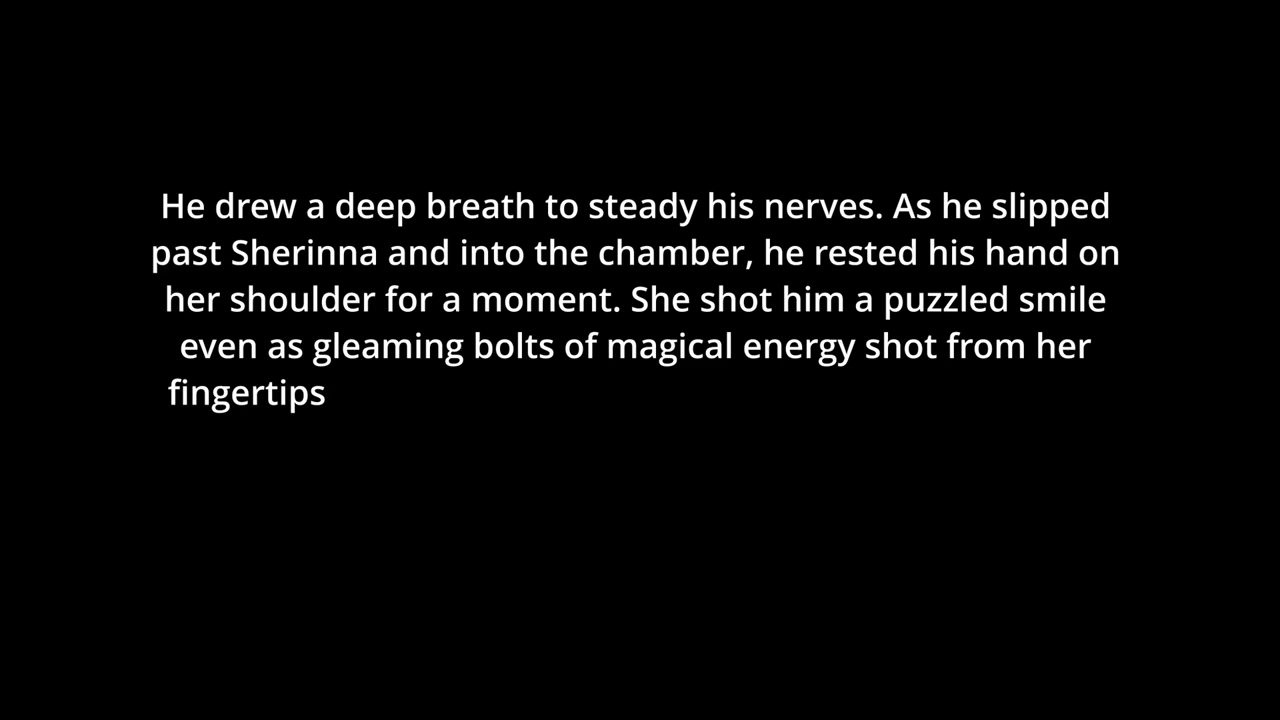 He drew a deep breath to steady his nerves. As he slipped
past Sherinna and into the chamber, he rested his hand on
her shoulder for a moment. She shot him a puzzled smile
even as gleaming bolts of magical energy shot from her
fingertips